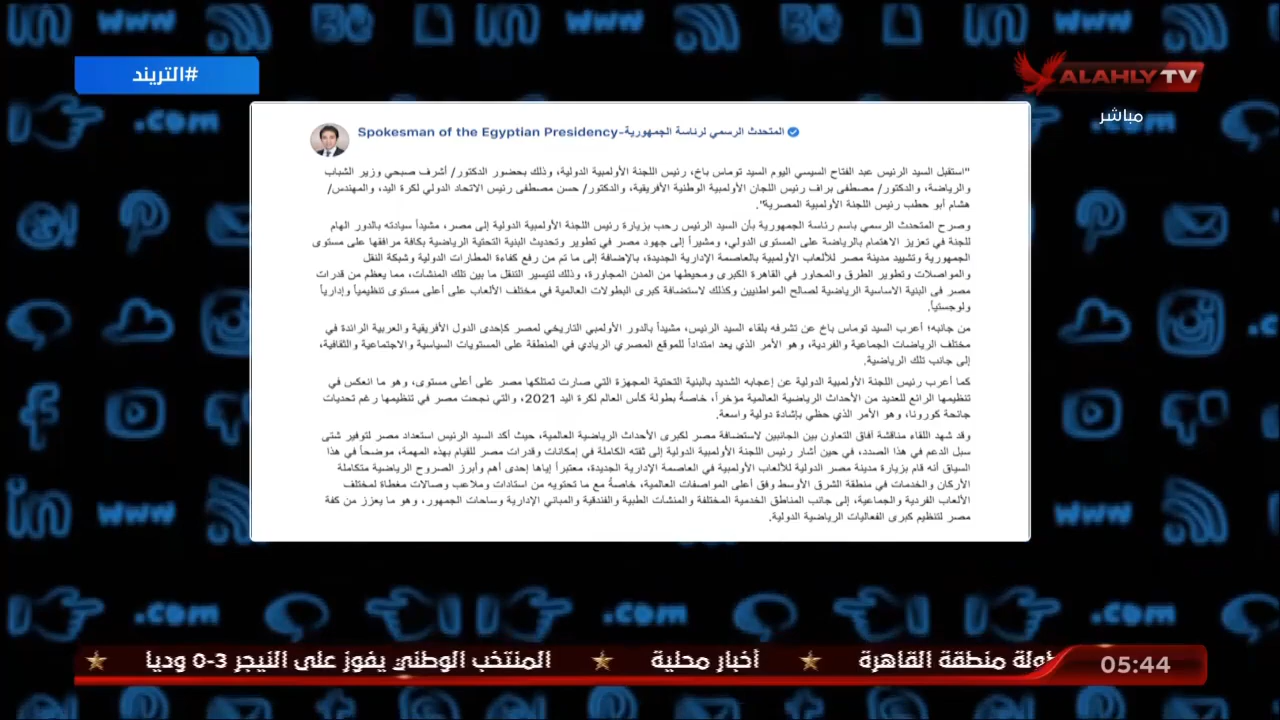 #التريند
ALAHLY TV
مباشر
Spokesman of the Egyptian Presidency-المتحدث الرسمي لرئاسة الجمهورية
"استقبل السيد الرئيس عبد الفتاح السيسي اليوم السيد توماس باخ، رئيس اللجنة الأولمبية الدولية، وذلك بحضور الدكتور/ أشرف صبحي وزير الشباب
والرياضة، والدكتور/ مصطفى براف رئيس اللجان الأولمبية الوطنية الأفريقية، والدكتور/ حسن مصطفى رئيس الاتحاد الدولي لكرة اليد، والمهندس/
هشام أبو حطب رئيس اللجنة الأولمبية المصرية".
وصرح المتحدث الرسمي باسم رئاسة الجمهورية بأن السيد الرئيس رحب بزيارة رئيس اللجنة الأولمبية الدولية إلى مصر، مشيداً سيادته بالدور الهام
للجنة في تعزيز الاهتمام بالرياضة على المستوى الدولي، ومشيراً إلى جهود مصر في تطوير وتحديث البنية التحتية الرياضية بكافة مرافقها على مستوى
الجمهورية وتشييد مدينة مصر للألعاب الأولمبية بالعاصمة الإدارية الجديدة، بالإضافة إلى ما تم من رفع كفاءة المطارات الدولية وشبكة النقل
والمواصلات وتطوير الطرق والمحاور في القاهرة الكبرى ومحيطها من المدن المجاورة، وذلك لتيسير التنقل ما بين تلك المنشآت، مما يعظم من قدرات
مصر فى البنية الاساسية الرياضية لصالح المواطنيين وكذلك لاستضافة كبرى البطولات العالمية في مختلف الألعاب على أعلى مستوى تنظيمياً وإدارياً
ولوجستياً.
من جانبه؛ أعرب السيد توماس باخ عن تشرفه بلقاء السيد الرئيس، مشيداً بالدور الأولمبي التاريخي لمصر كإحدى الدول الأفريقية والعربية الرائدة في
مختلف الرياضات الجماعية والفردية، وهو الأمر الذي يعد امتداداً للموقع المصري الريادي في المنطقة على المستويات السياسية والاجتماعية والثقافية،
إلى جانب تلك الرياضية.
كما أعرب رئيس اللجنة الأولمبية الدولية عن إعجابه الشديد بالبنية التحتية المجهزة التي صارت تمتلكها مصر على أعلى مستوى، وهو ما انعكس في
تنظيمها الرائع للعديد من الأحداث الرياضية العالمية مؤخراً، خاصةً بطولة كأس العالم لكرة اليد 2021، والتي نجحت مصر في تنظيمها رغم تحديات
جائحة كورونا، وهو الأمر الذي حظي بإشادة دولية واسعة.
وقد شهد اللقاء مناقشة آفاق التعاون بين الجانبين لاستضافة مصر لكبرى الأحداث الرياضية العالمية، حيث أكد السيد الرئيس استعداد مصر لتوفير شتى
سبل الدعم في هذا الصدد، في حين أشار رئيس اللجنة الأولمبية الدولية إلى ثقته الكاملة في إمكانات وقدرات مصر للقيام بهذه المهمة، موضحاً في هذا
السياق أنه قام بزيارة مدينة مصر الدولية للألعاب الأولمبية في العاصمة الإدارية الجديدة، معتبراً إياها إحدى أهم وأبرز الصروح الرياضية متكاملة
الأركان والخدمات في منطقة الشرق الأوسط وفق أعلى المواصفات العالمية، خاصةً مع ما تحتويه من استادات وملاعب وصالات مغطاة لمختلف
الألعاب الفردية والجماعية، إلى جانب المناطق الخدمية المختلفة والمنشآت الطبية والفندقية والمباني الإدارية وساحات الجمهور، وهو ما يعزز من كفة
مصر لتنظيم كبرى الفعاليات الرياضية الدولية.
ولة منطقة القاهرة ★ أخبار محلية ★ المنتخب الوطني يفوز على النيجر 3-0 وديا ★
05:44